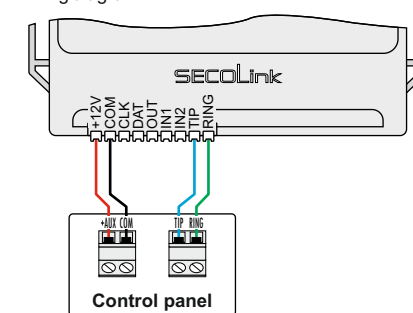 SECOLink
+12V COM CLK DAT OUT IN1 IN2 TIP RING
+AUX COM TIP RING
Control panel